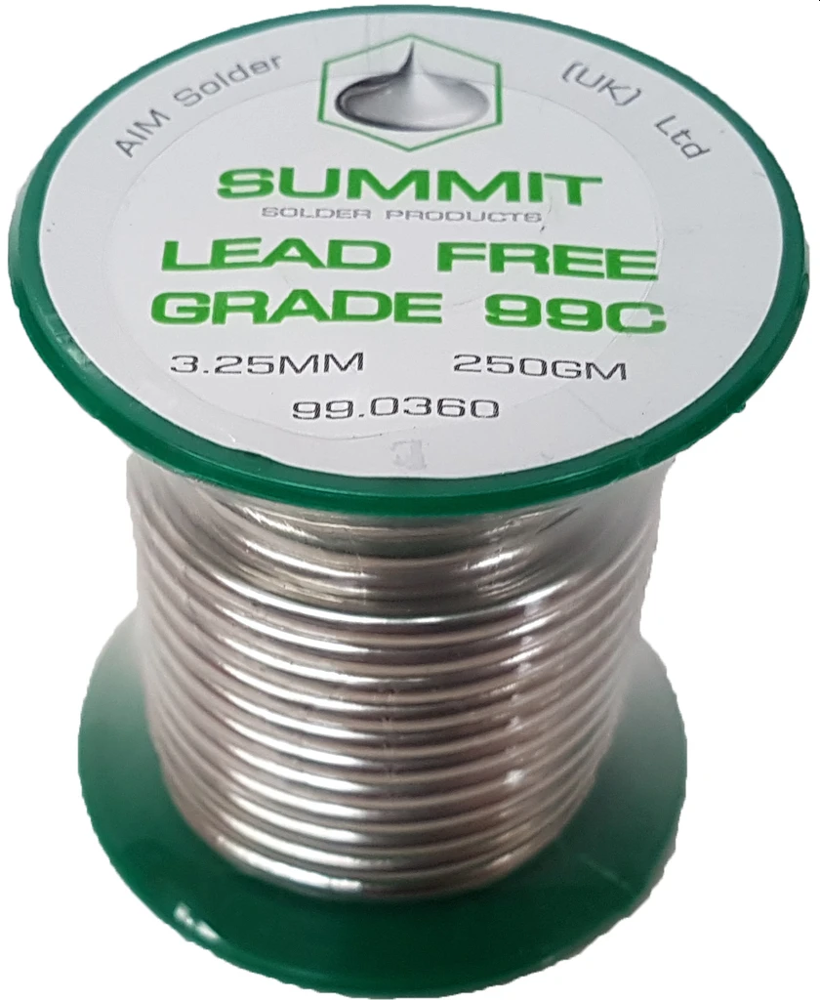 AIM Solder (UK) Ltd
SUMMIT
SOLDER PRODUCTS
LEAD FREE
GRADE 99C
3.25MM 250GM
99.0360